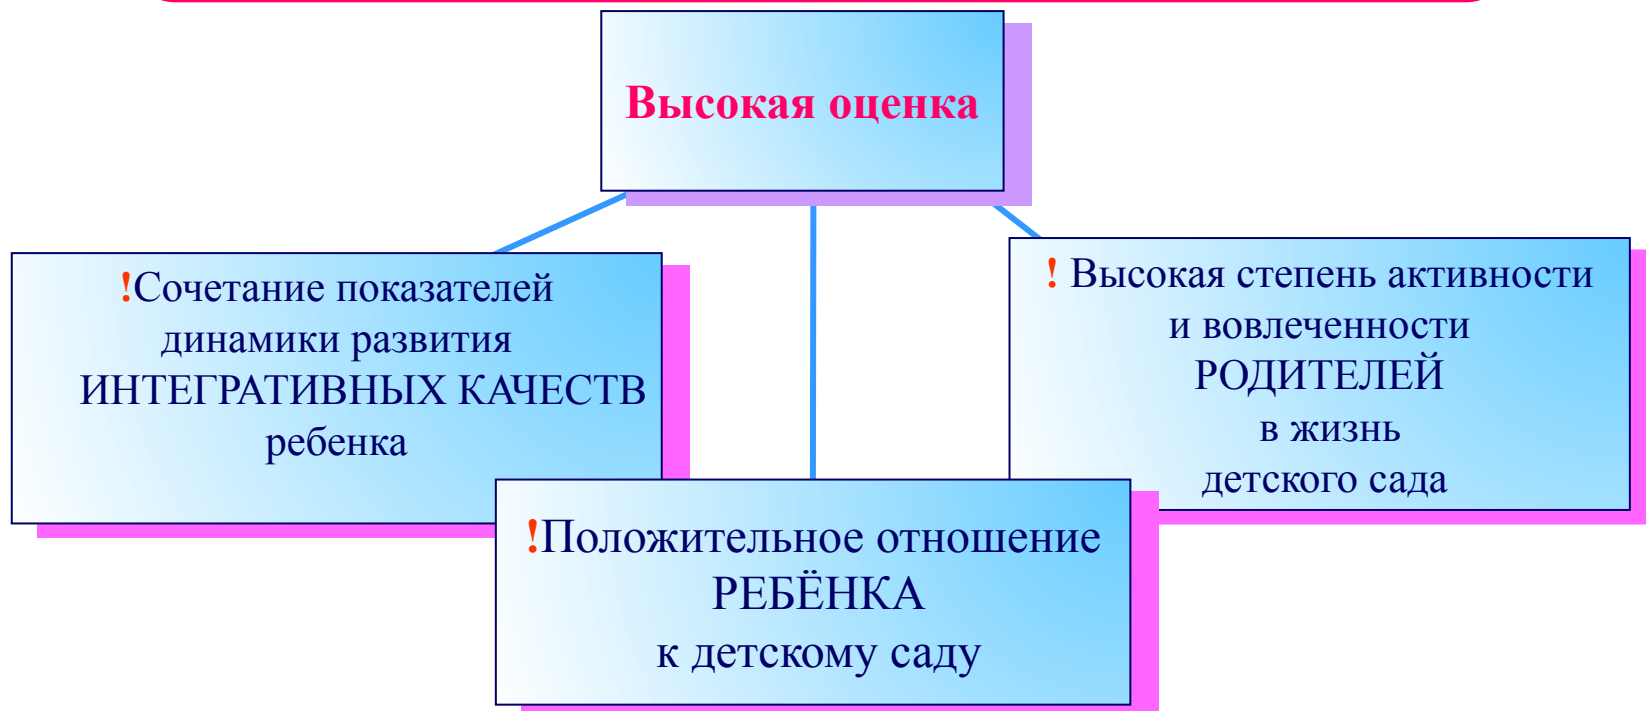 Высокая оценка
!Сочетание показателей
динамики развития
ИНТЕГРАТИВНЫХ КАЧЕСТВ
ребенка
! Высокая степень активности
и вовлеченности
РОДИТЕЛЕЙ
в жизнь
детского сада
!Положительное отношение
РЕБЁНКА
к детскому саду